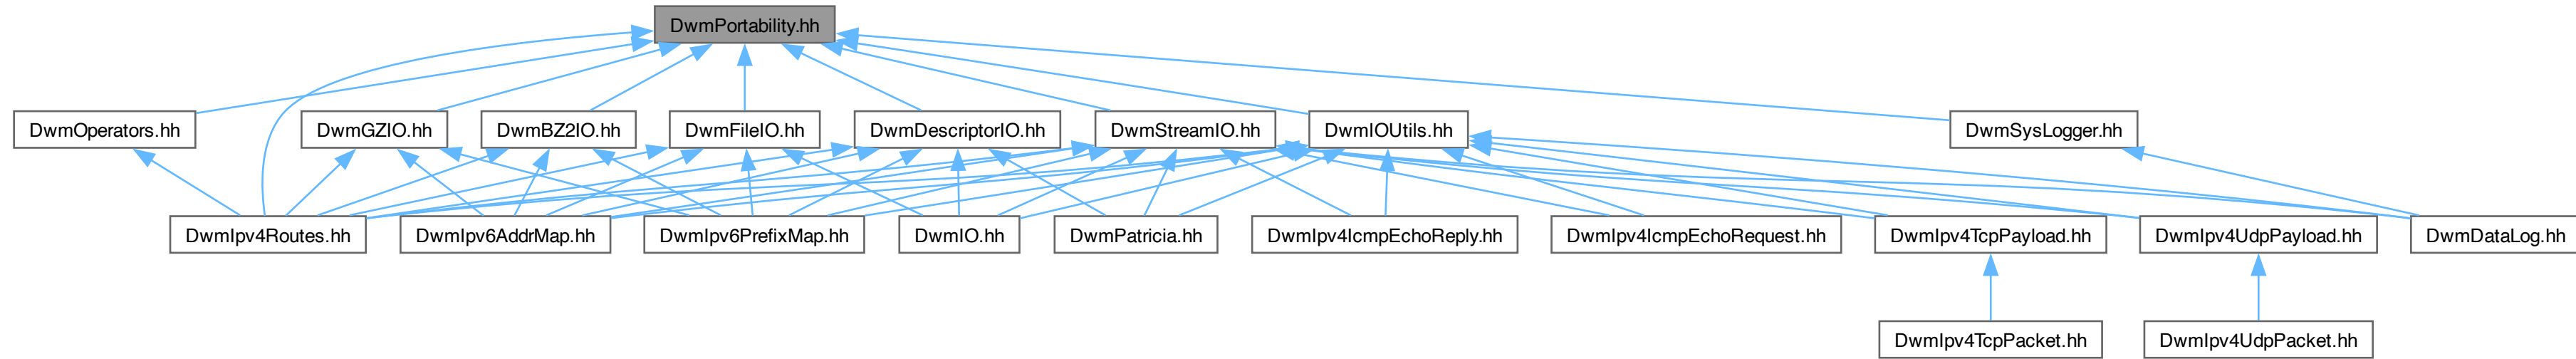 DwmPortability.hh
DwmOperators.hh
DwmGZIO.hh
DwmBZ2IO.hh
DwmFileIO.hh
DwmDescriptorIO.hh
DwmStreamIO.hh
DwmIOUtils.hh
DwmSysLogger.hh
DwmIpv4Routes.hh
DwmIpv6AddrMap.hh
DwmIpv6PrefixMap.hh
DwmIO.hh
DwmPatricia.hh
DwmIpv4IcmpEchoReply.hh
DwmIpv4IcmpEchoRequest.hh
DwmIpv4TcpPayload.hh
DwmIpv4UdpPayload.hh
DwmDataLog.hh
DwmIpv4TcpPacket.hh
DwmIpv4UdpPacket.hh